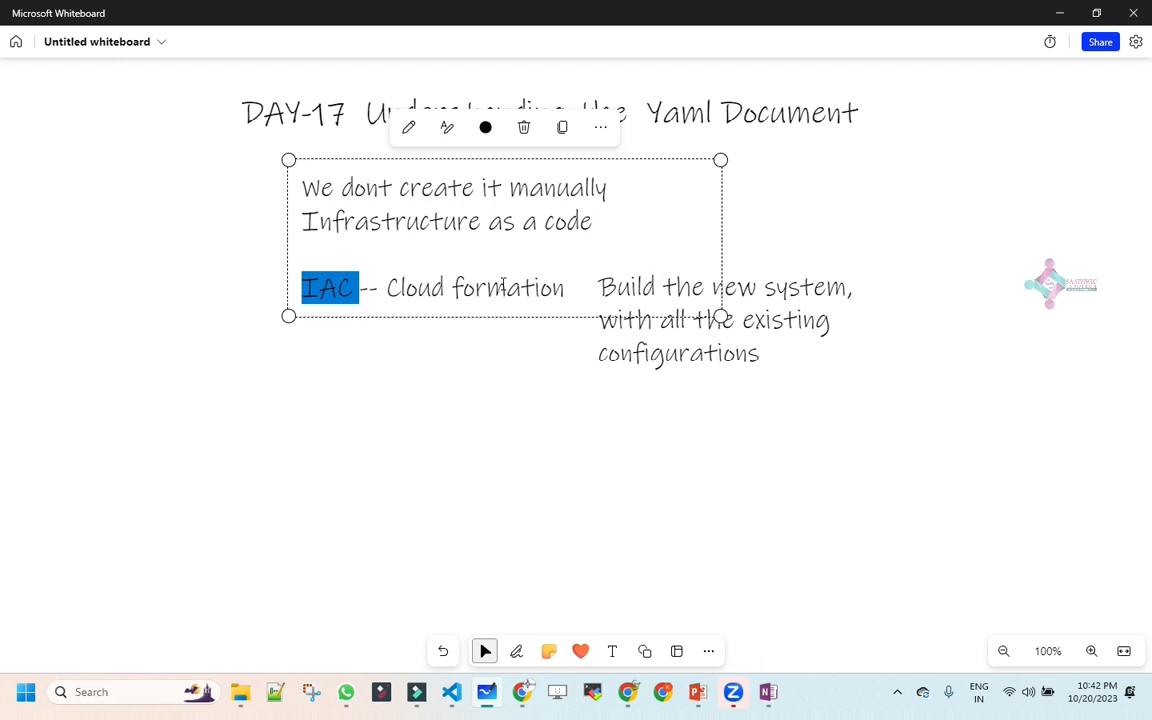 Microsoft Whiteboard
Untitled whiteboard
Share
DAY-17 Understanding the Yaml Document
We dont create it manually
Infrastructure as a code
IAC -- Cloud formation
Build the new system,
with all the existing
configurations
100%
Search
ENG
IN
10:42 PM
10/20/2023